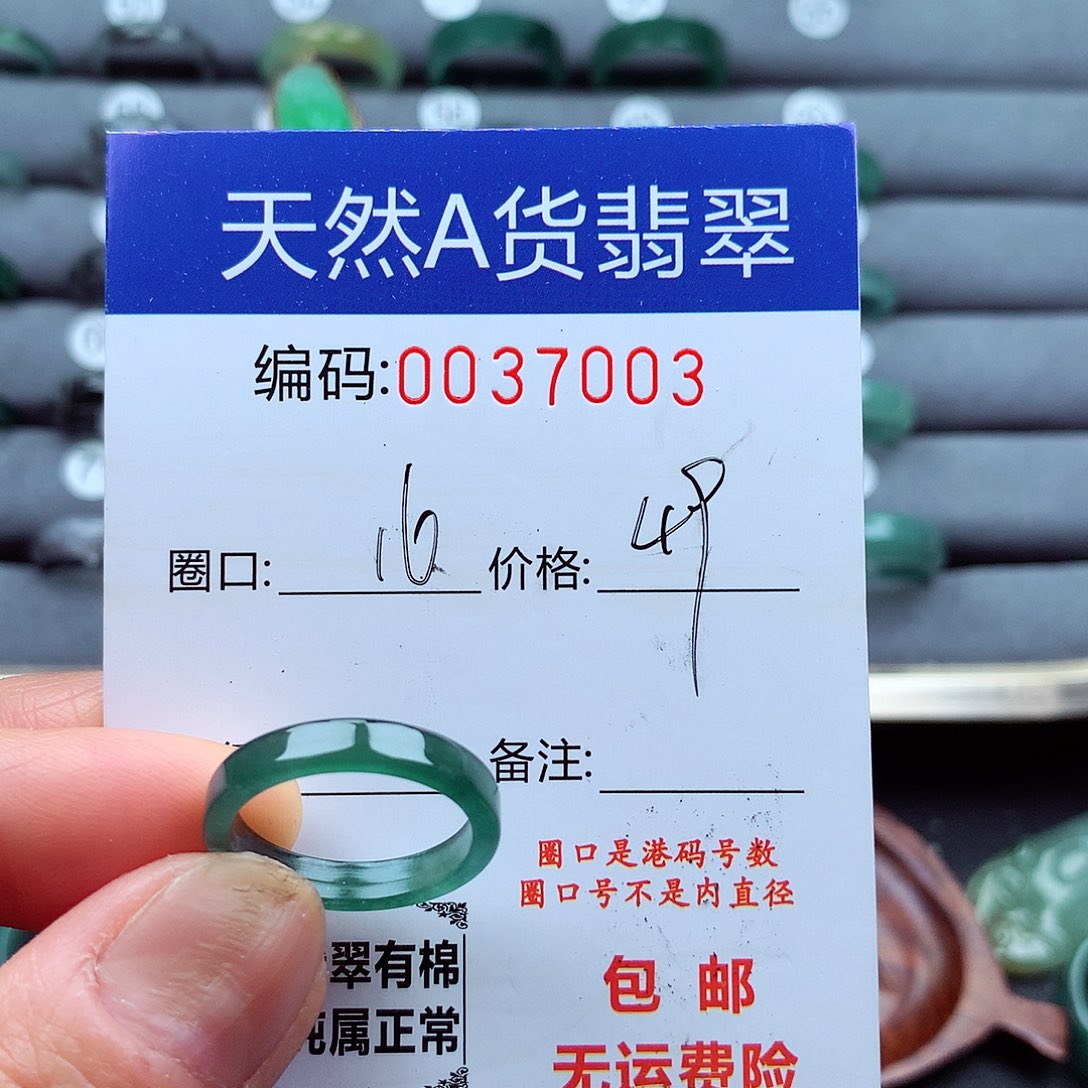 天然A货翡翠
编码:0037003
圈口: 16 价格: 49
备注:
圈口是港码号数
圈口号不是内直径
翠有棉
纯属正常
包 邮
无运费险